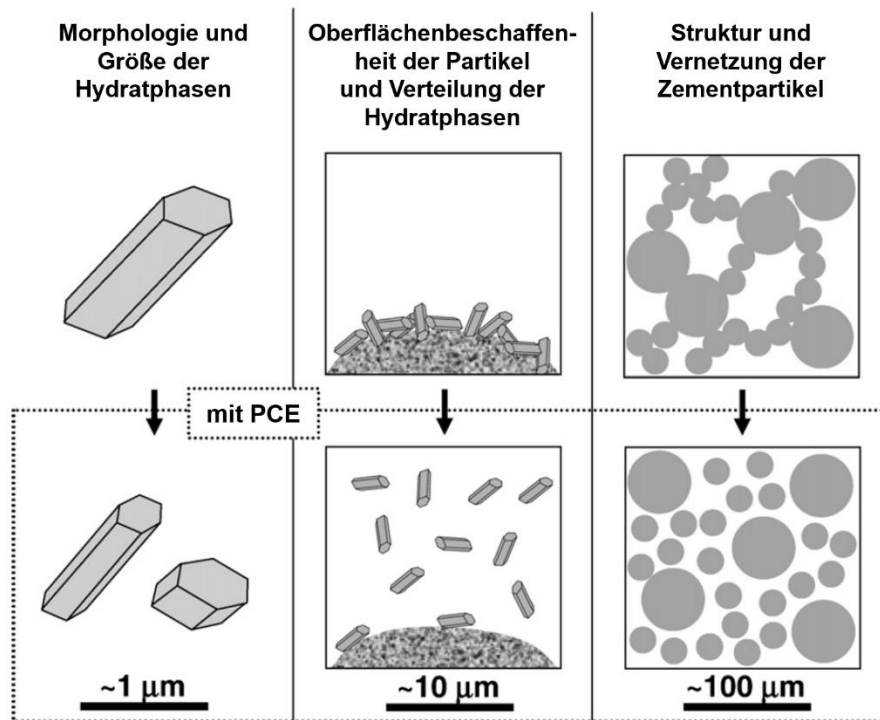 Morphologie und
Größe der
Hydratphasen
Oberflächenbeschaffen-
heit der Partikel
und Verteilung der
Hydratphasen
Struktur und
Vernetzung der
Zementpartikel
mit PCE
~1 μm
~10 μm
~100 μm